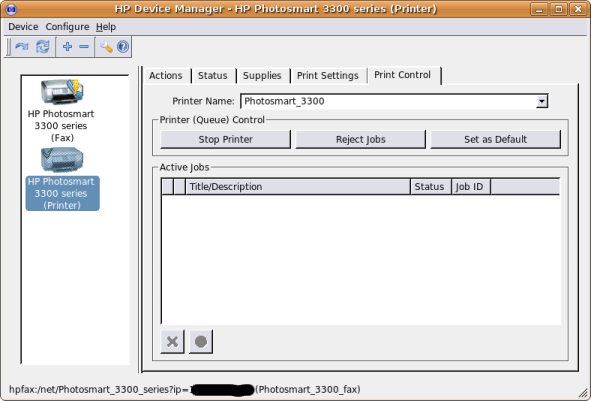 HP Device Manager - HP Photosmart 3300 series (Printer)
Device Configure Help
HP Photosmart
3300 series
(Fax)
HP Photosmart
3300 series
(Printer)
Actions Status Supplies Print Settings Print Control
Printer Name: Photosmart_3300
Printer (Queue) Control
Stop Printer Reject Jobs Set as Default
Active Jobs
Title/Description Status Job ID
hpfax:/net/Photosmart_3300_series?ip= (Photosmart_3300_fax)